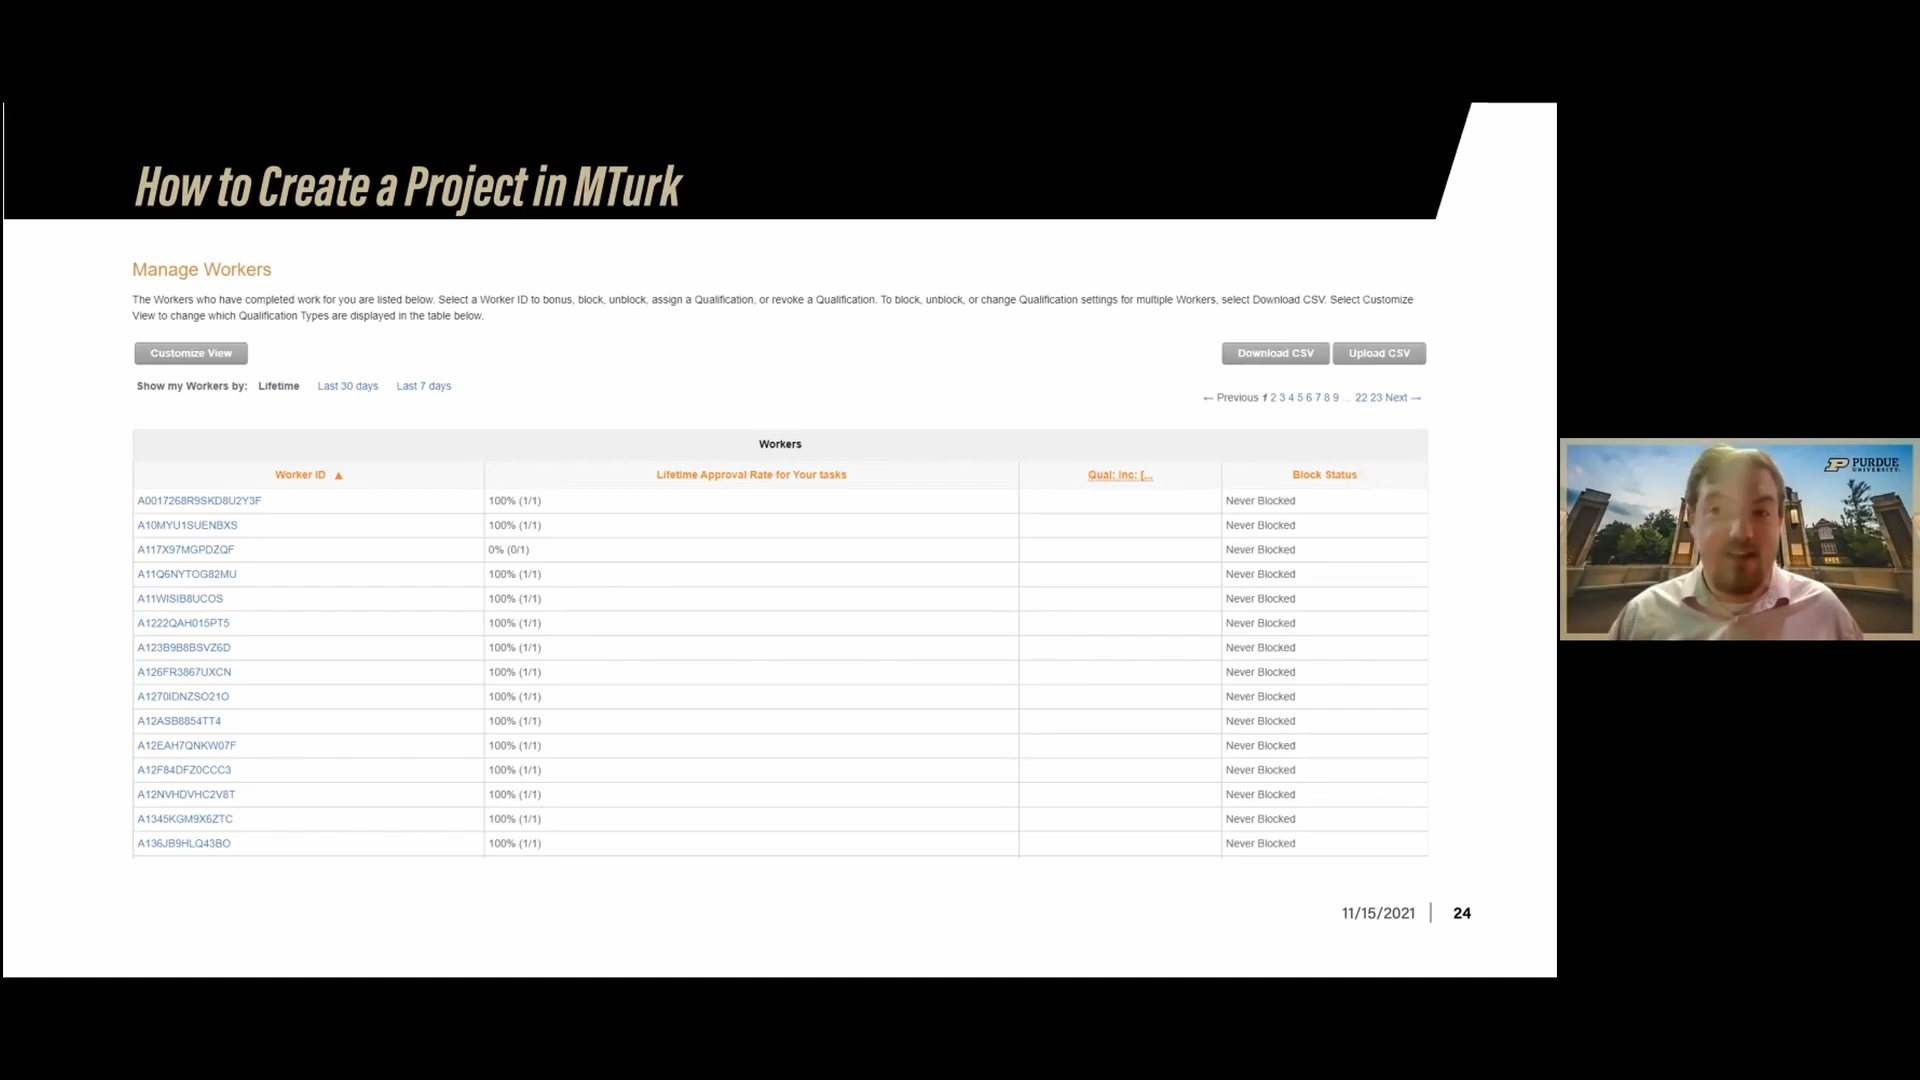 How to Create a Project in MTurk
Manage Workers
The Workers who have completed work for you are listed below. Select a Worker ID to bonus, block, unblock, assign a Qualification, or revoke a Qualification. To block, unblock, or change Qualification settings for multiple Workers, select Download CSV. Select Customize
View to change which Qualification Types are displayed in the table below.
Customize View Download CSV Upload CSV
Show my Workers by: Lifetime Last 30 days Last 7 days
← Previous 1 2 3 4 5 6 7 8 9 ... 22 23 Next →
Workers
Worker ID ▲ Lifetime Approval Rate for Your tasks Qual: Inc: [... Block Status
A0017268R9SKD8U2Y3F 100% (1/1) Never Blocked
A10MYU1SUENBXS 100% (1/1) Never Blocked
A117X97MGPDZQF 0% (0/1) Never Blocked
A11Q6NYTOG82MU 100% (1/1) Never Blocked
A11WISIB8UCOS 100% (1/1) Never Blocked
A1222QAH015PT5 100% (1/1) Never Blocked
A123B9B8BSVZ6D 100% (1/1) Never Blocked
A126FR3867UXCN 100% (1/1) Never Blocked
A1270IDNZSO21O 100% (1/1) Never Blocked
A12ASB8854TT4 100% (1/1) Never Blocked
A12EAH7QNKW07F 100% (1/1) Never Blocked
A12F84DFZ0CCC3 100% (1/1) Never Blocked
A12NVHDVHC2V8T 100% (1/1) Never Blocked
A1345KGM9X6ZTC 100% (1/1) Never Blocked
A136JB9HLQ43BO 100% (1/1) Never Blocked
11/15/2021 24
PURDUE
UNIVERSITY